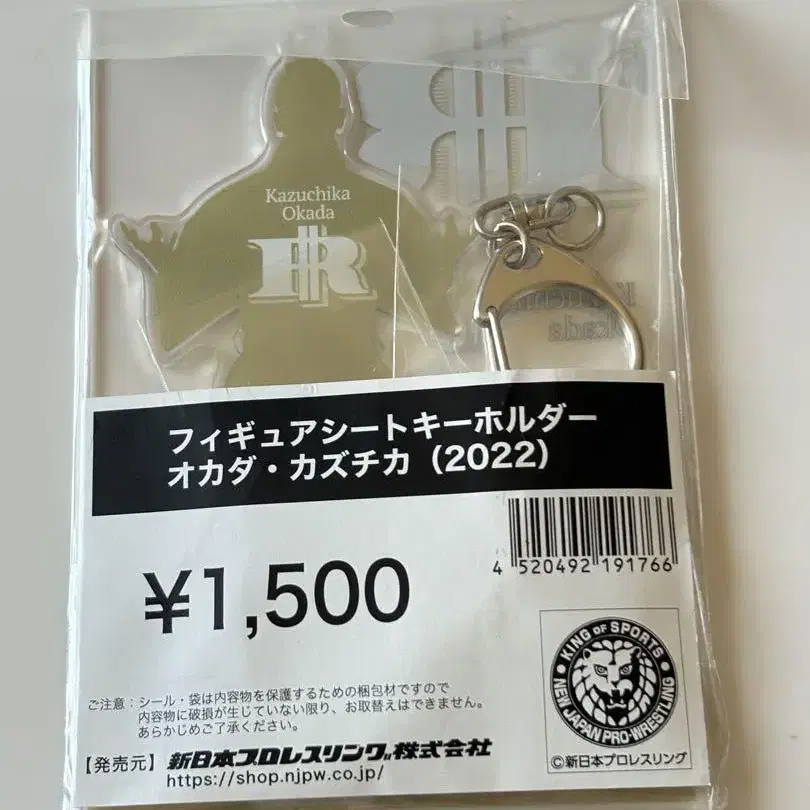 Kazuchika
Okada
R
フィギュアシートキーホルダー
オカダ・カズチカ（2022）
¥1,500
4 520492 191766
ご注意：シール・袋は内容物を保護するための梱包材ですので
内容物に破損が生じていない限り、お取替えはできません。
あらかじめご了承ください。
【発売元】新日本プロレスリング株式会社
https://shop.njpw.co.jp/
KING OF SPORTS
NEW JAPAN PRO-WRESTLING
©新日本プロレスリング